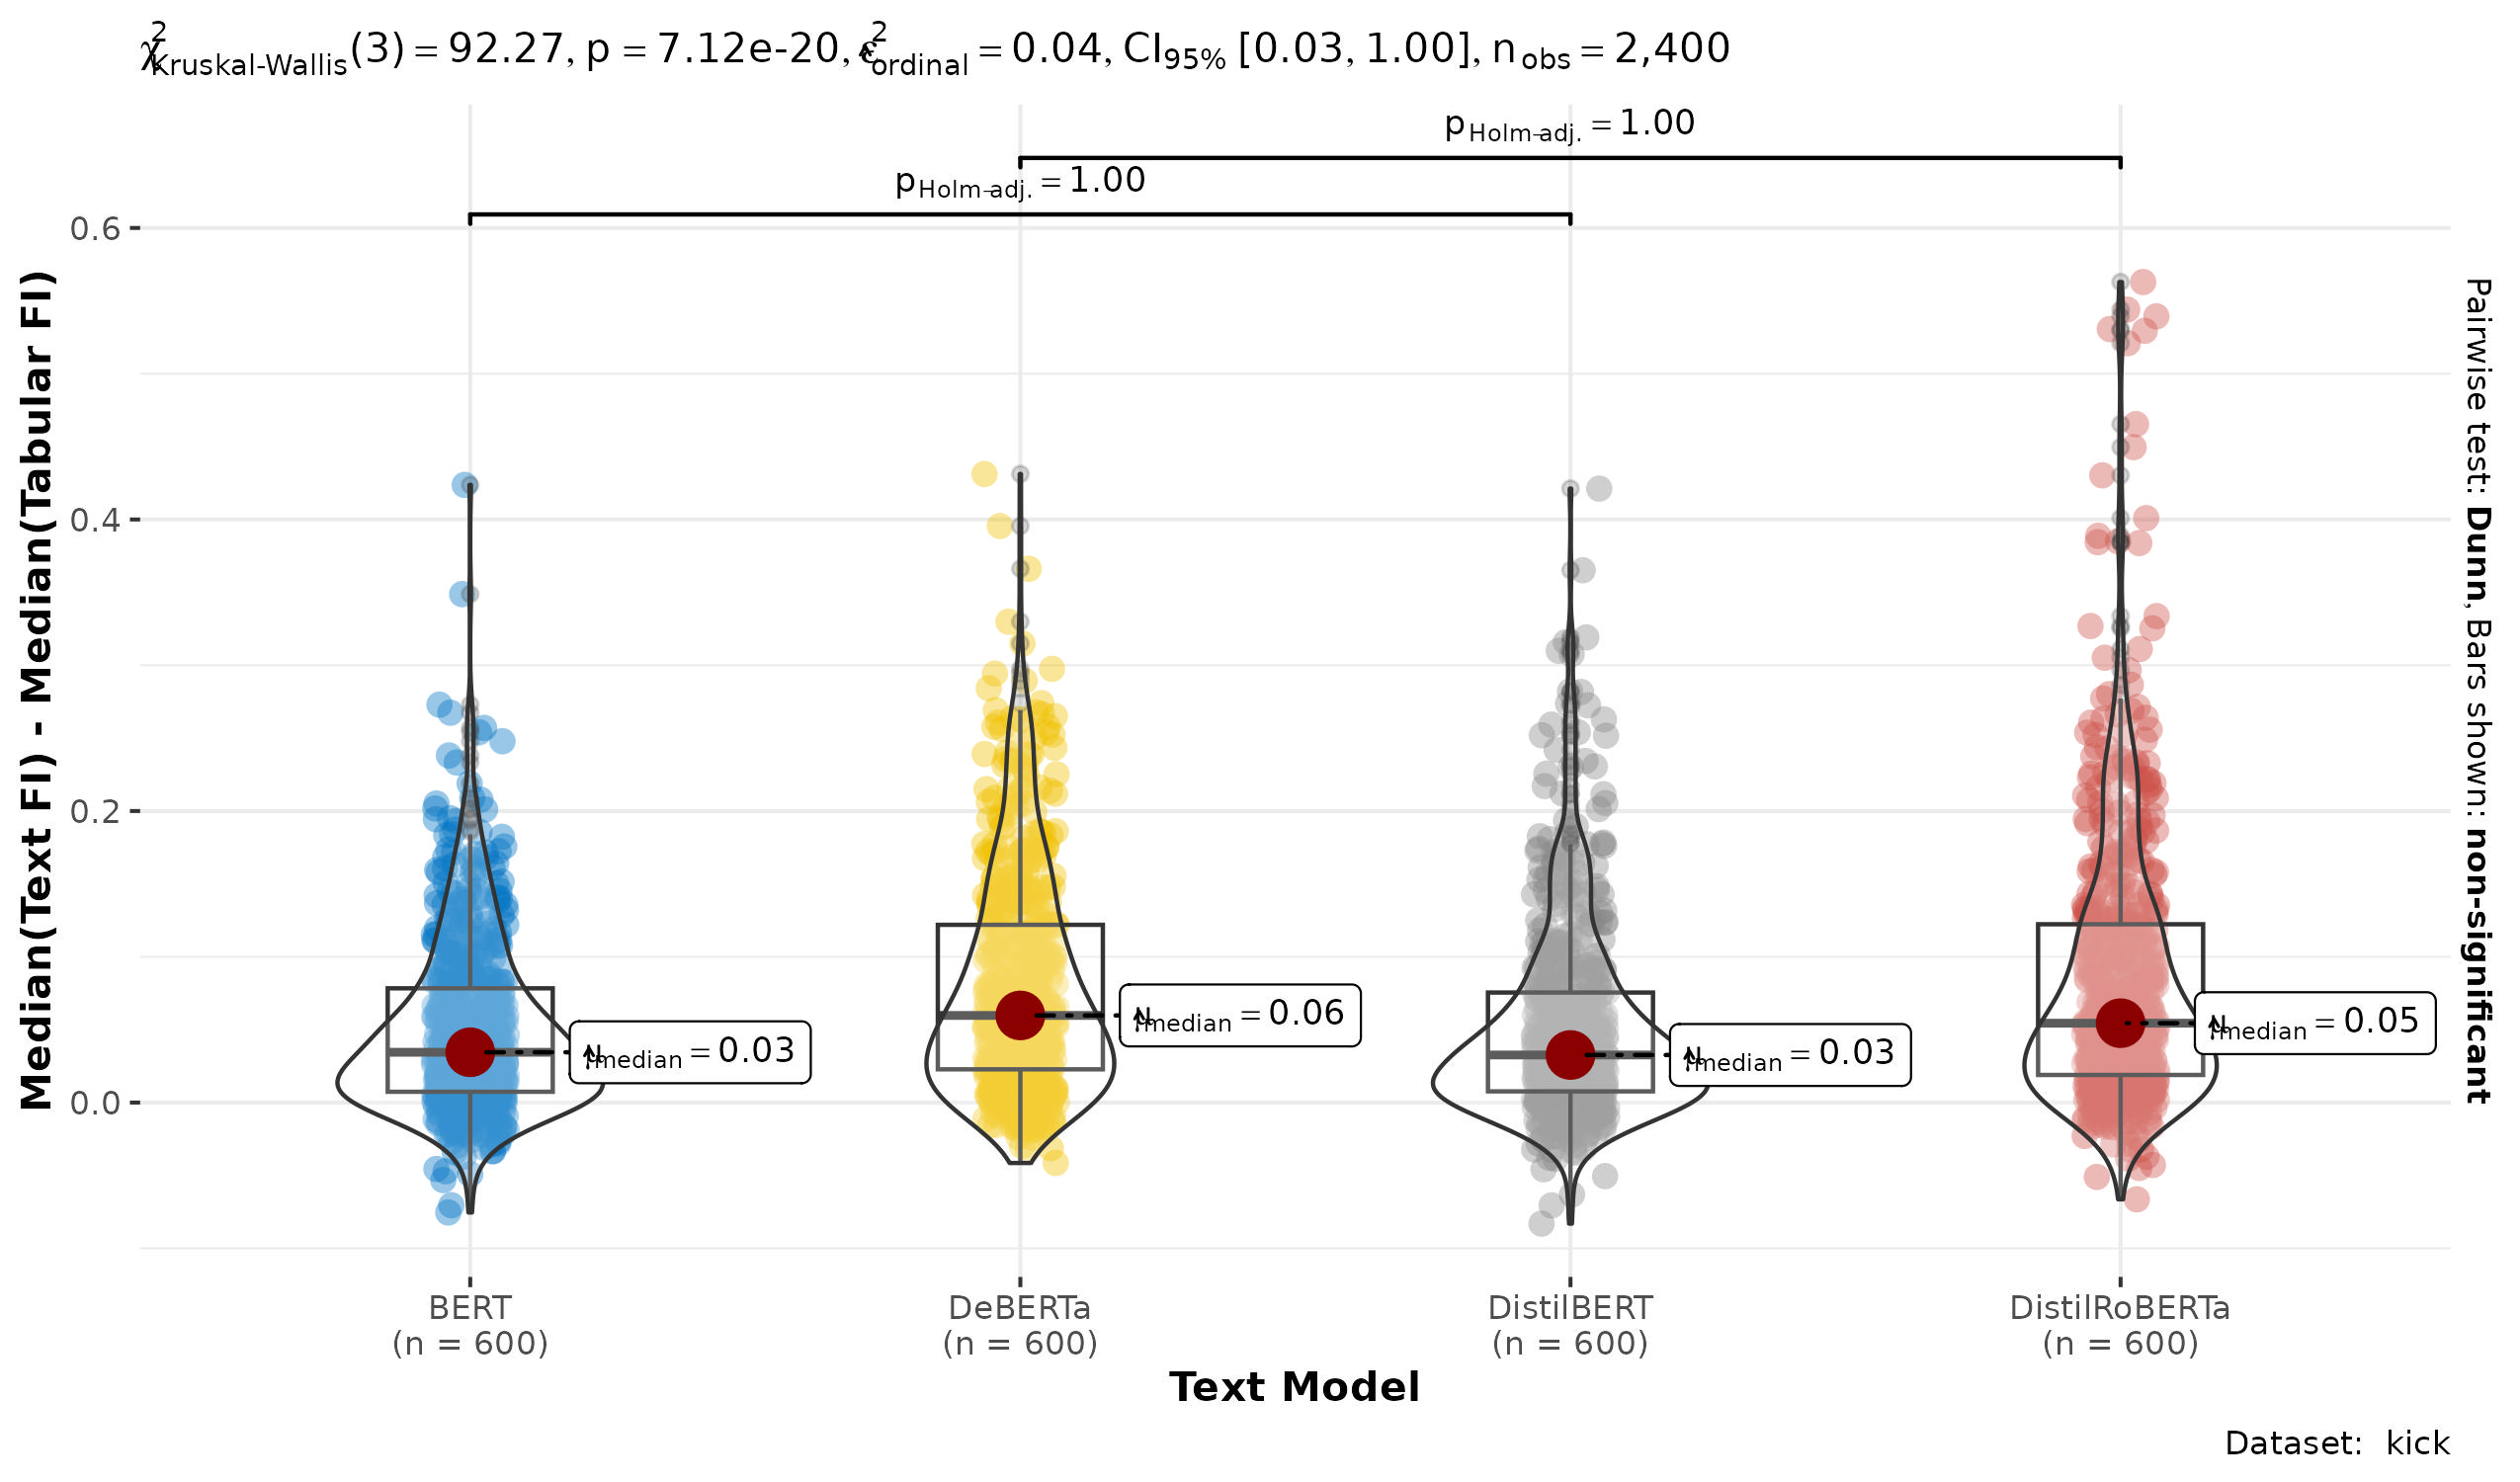 χ²Kruskal-Wallis(3) = 92.27, p = 7.12e-20, ε²ordinal = 0.04, CI95% [0.03, 1.00], nobs = 2,400
pHolm-adj. = 1.00
pHolm-adj. = 1.00
Median(Text FI) - Median(Tabular FI)
0.6
0.4
0.2
0.0
μ̂median = 0.03
μ̂median = 0.06
μ̂median = 0.03
μ̂median = 0.05
Pairwise test: Dunn, Bars shown: non-significant
BERT
(n = 600)
DeBERTa
(n = 600)
DistilBERT
(n = 600)
DistilRoBERTa
(n = 600)
Text Model
Dataset: kick